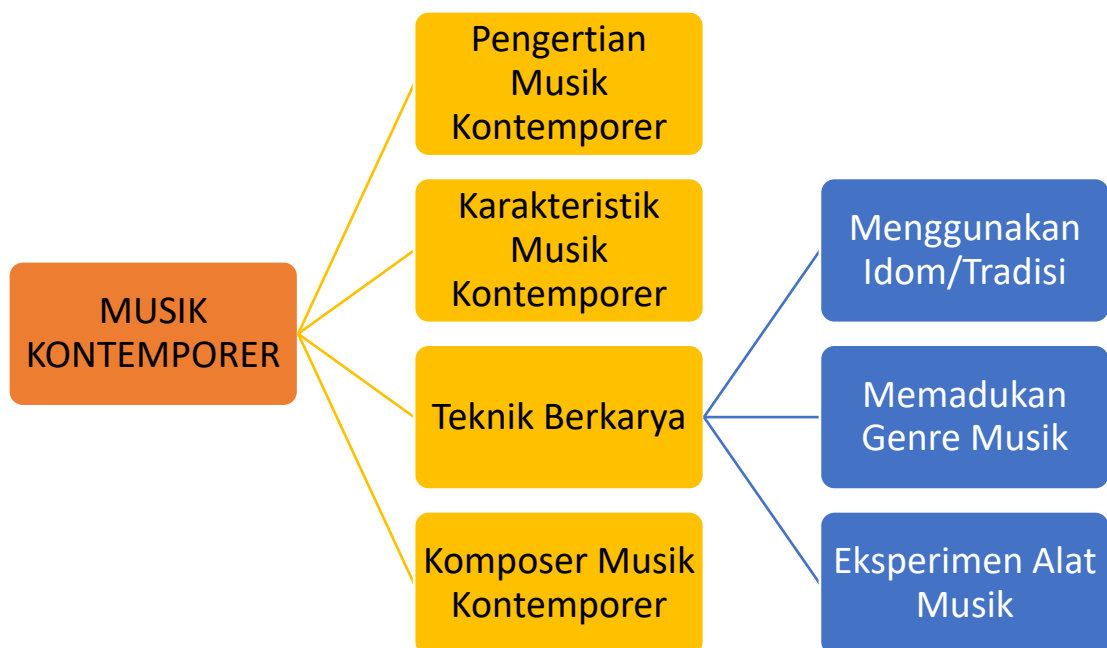 MUSIK
KONTEMPORER
Pengertian
Musik
Kontemporer
Karakteristik
Musik
Kontemporer
Teknik Berkarya
Komposer Musik
Kontemporer
Menggunakan
Idom/Tradisi
Memadukan
Genre Musik
Eksperimen Alat
Musik